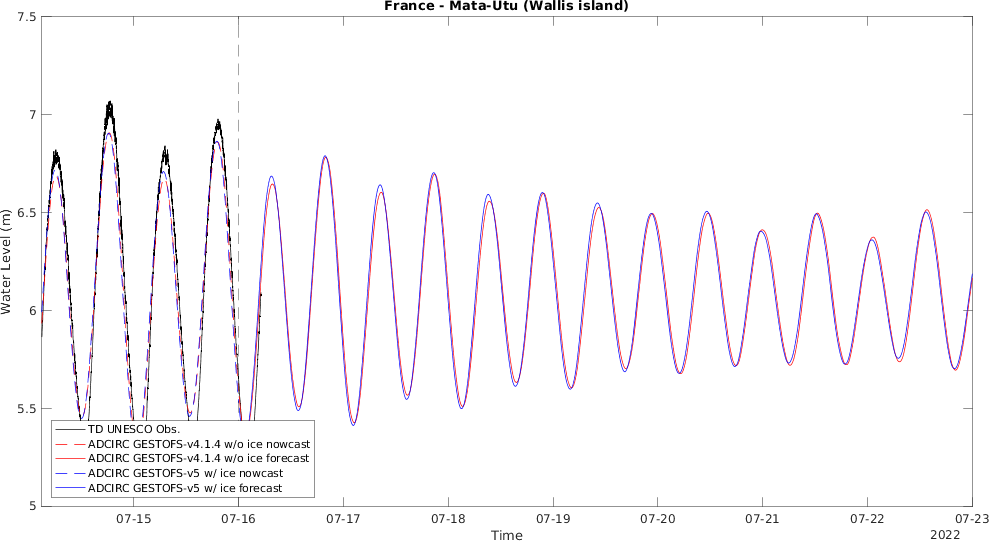 France - Mata-Utu (Wallis island)
7.5
7
6.5
6
5.5
5
Water Level (m)
TD UNESCO Obs.
ADCIRC GESTOFS-v4.1.4 w/o ice nowcast
ADCIRC GESTOFS-v4.1.4 w/o ice forecast
ADCIRC GESTOFS-v5 w/ ice nowcast
ADCIRC GESTOFS-v5 w/ ice forecast
07-15 07-16 07-17 07-18 07-19 07-20 07-21 07-22 07-23
Time
2022